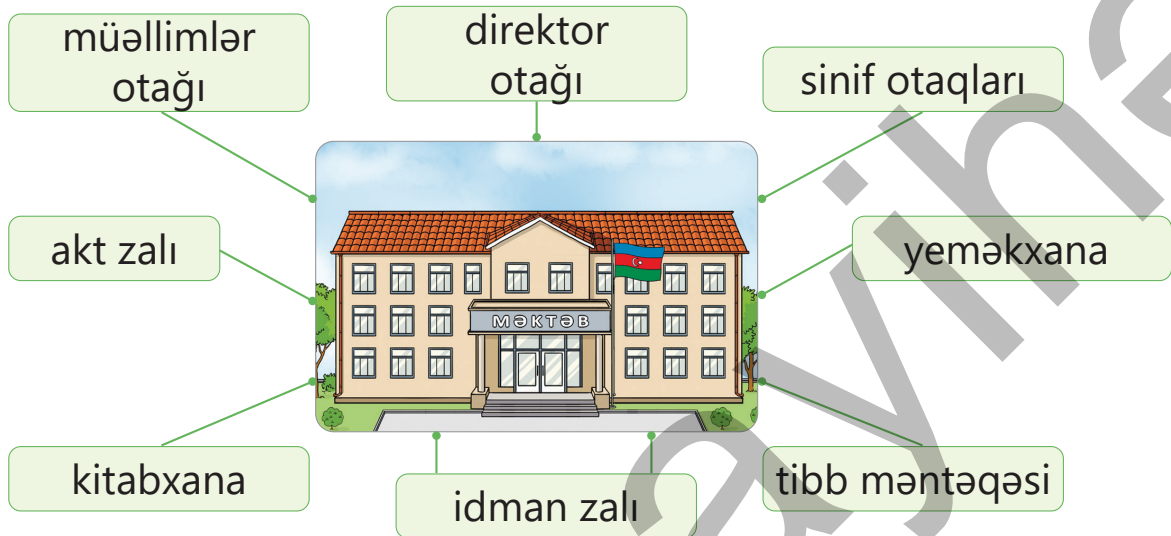 müəllimlər
otağı
direktor
otağı
sinif otaqları
akt zalı
MƏKTƏB
yeməkxana
kitabxana
idman zalı
tibb məntəqəsi